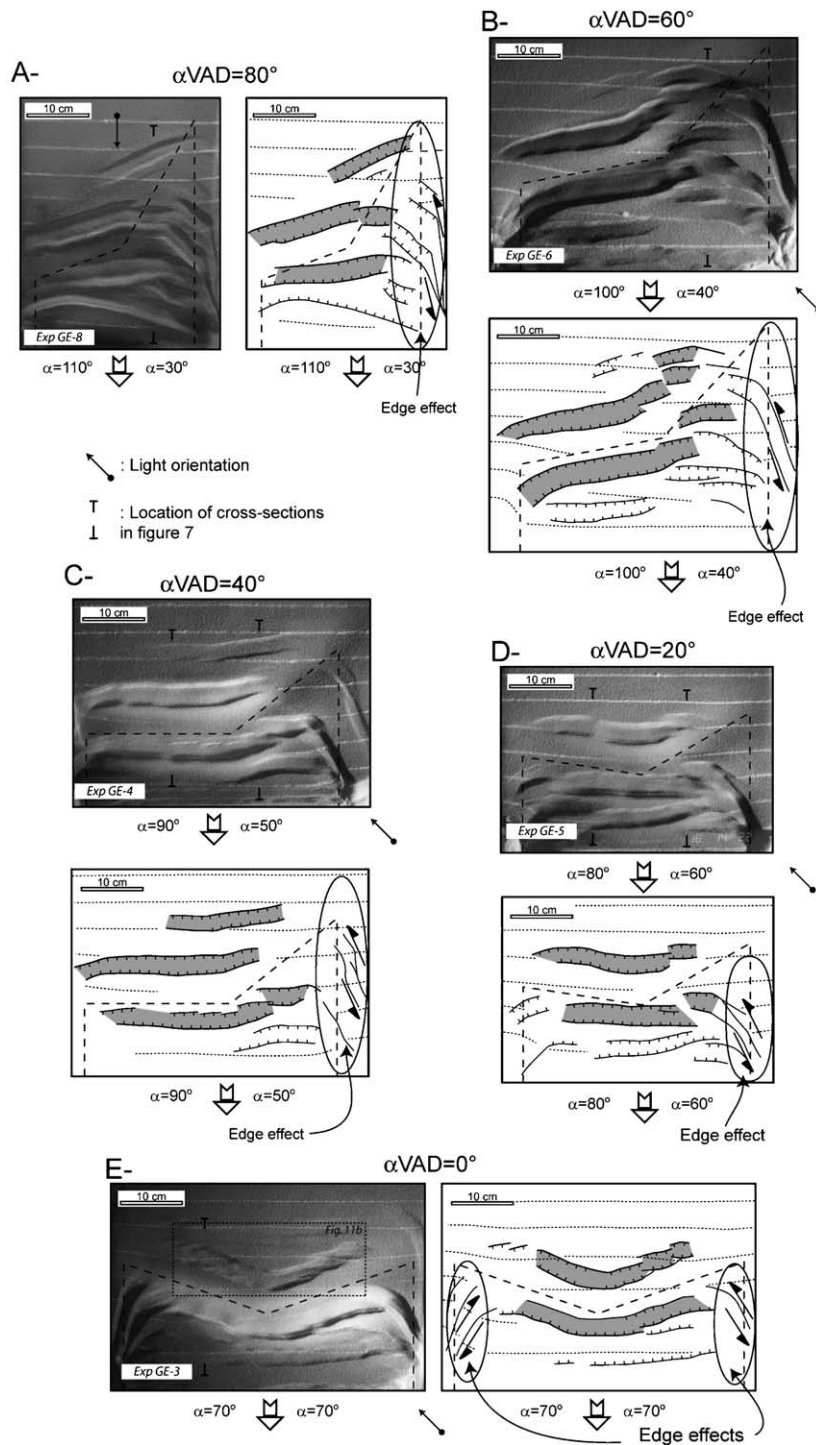 A-
αVAD=80°
10 cm
Exp GE-8
α=110° α=30°
10 cm
α=110° α=30°
Edge effect
: Light orientation
: Location of cross-sections
in figure 7
B-
αVAD=60°
10 cm
Exp GE-6
α=100° α=40°
10 cm
α=100° α=40°
Edge effect
C-
αVAD=40°
10 cm
Exp GE-4
α=90° α=50°
10 cm
α=90° α=50°
Edge effect
D-
αVAD=20°
10 cm
Exp GE-5
α=80° α=60°
10 cm
α=80° α=60°
Edge effect
E-
αVAD=0°
10 cm
Fig.11b
Exp GE-3
α=70° α=70°
10 cm
α=70° α=70°
Edge effects